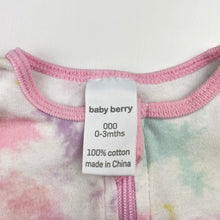 baby berry
000
0-3mths
100% cotton
made in China